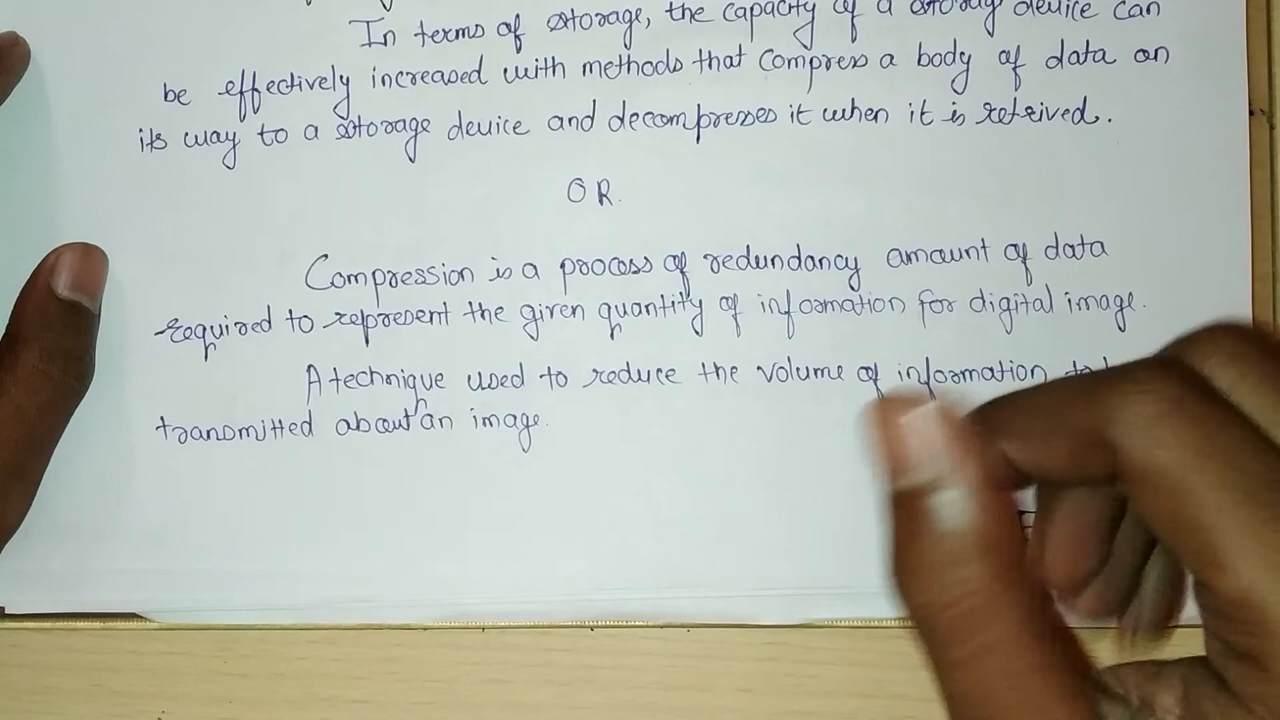 In terms of storage, the capacity of a storag device can
be effectively increased with methods that compress a body of data on
its way to a storage device and decompresses it when it is retrived.
OR.
Compression is a process of redundancy amount of data
required to represent the given quantity of information for digital image.
A technique used to reduce the volume of information to
transmitted about an image.